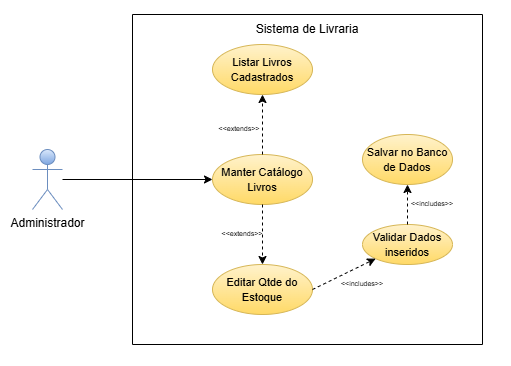 Sistema de Livraria
Listar Livros
Cadastrados
<<extends>>
Salvar no Banco
de Dados
Manter Catálogo
Livros
<<includes>>
Administrador
<<extends>>
Validar Dados
inseridos
Editar Qtde do
Estoque
<<includes>>